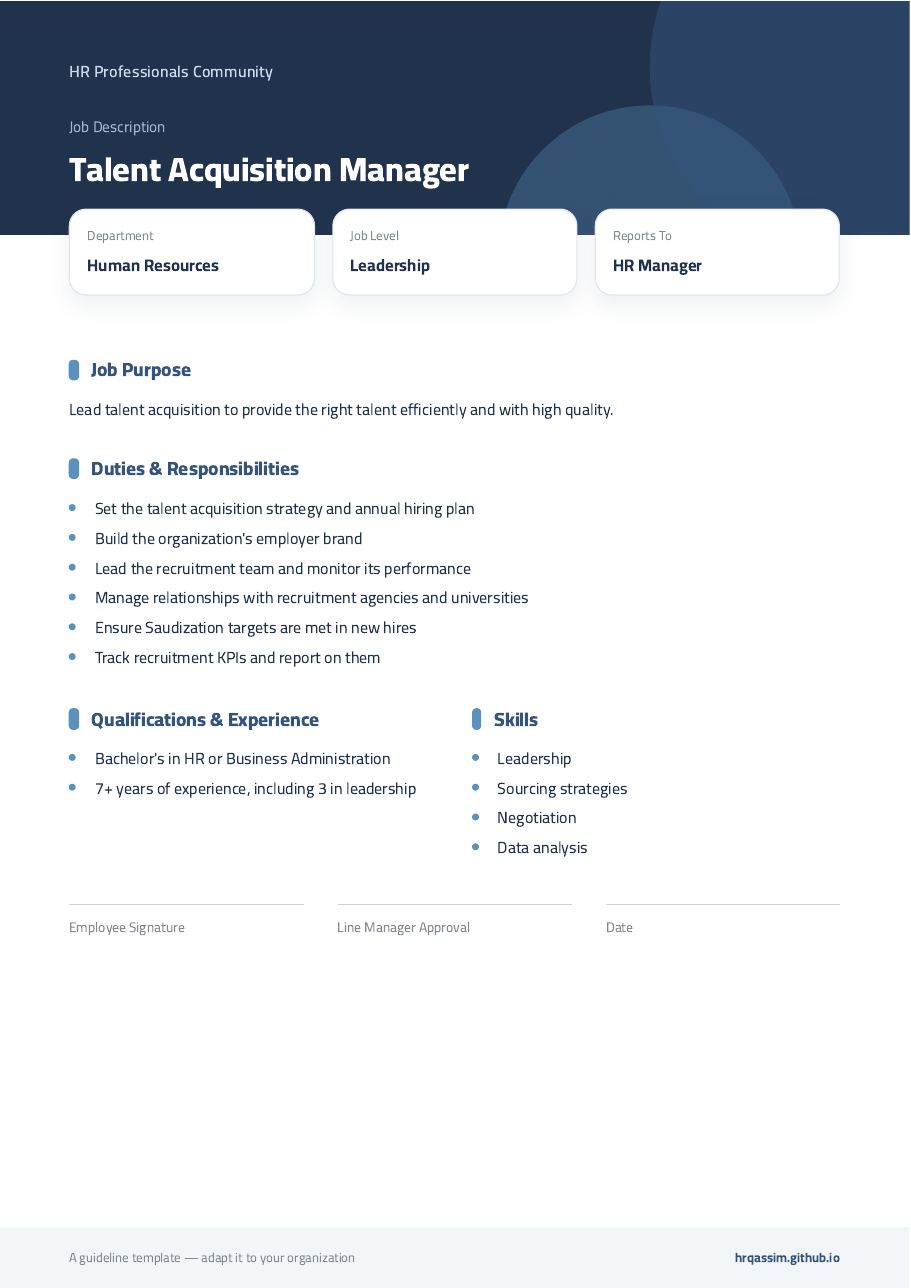 HR Professionals Community
Job Description
Talent Acquisition Manager
Department
Human Resources
Job Level
Leadership
Reports To
HR Manager
Job Purpose
Lead talent acquisition to provide the right talent efficiently and with high quality.
Duties & Responsibilities
Set the talent acquisition strategy and annual hiring plan
Build the organization's employer brand
Lead the recruitment team and monitor its performance
Manage relationships with recruitment agencies and universities
Ensure Saudization targets are met in new hires
Track recruitment KPIs and report on them
Qualifications & Experience
Bachelor's in HR or Business Administration
7+ years of experience, including 3 in leadership
Skills
Leadership
Sourcing strategies
Negotiation
Data analysis
Employee Signature
Line Manager Approval
Date
A guideline template — adapt it to your organization
hrqassim.github.io